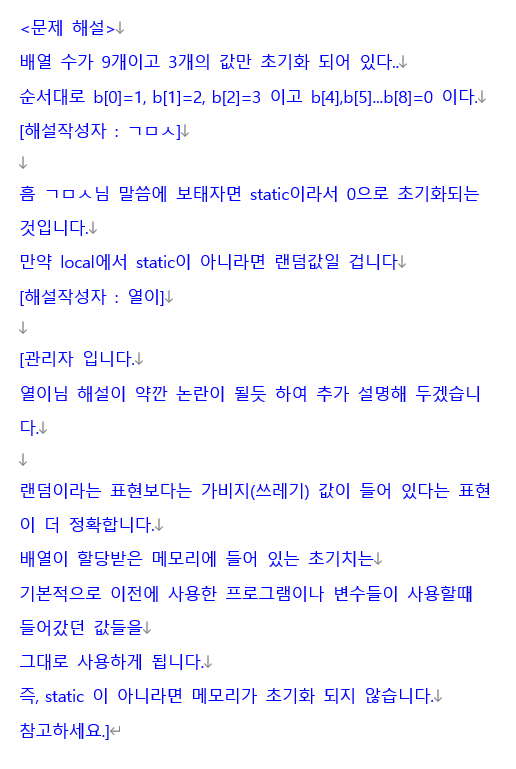 <문제 해설>↓
배열 수가 9개이고 3개의 값만 초기화 되어 있다..↓
순서대로 b[0]=1, b[1]=2, b[2]=3 이고 b[4],b[5]...b[8]=0 이다.↓
[해설작성자 : ㄱㅁㅅ]↓
↓
흠 ㄱㅁㅅ님 말씀에 보태자면 static이라서 0으로 초기화되는
것입니다.↓
만약 local에서 static이 아니라면 랜덤값일 겁니다↓
[해설작성자 : 열이]↓
↓
[관리자 입니다.↓
열이님 해설이 약깐 논란이 될듯 하여 추가 설명해 두겠습니
다.↓
↓
랜덤이라는 표현보다는 가비지(쓰레기) 값이 들어 있다는 표현
이 더 정확합니다.↓
배열이 할당받은 메모리에 들어 있는 초기치는↓
기본적으로 이전에 사용한 프로그램이나 변수들이 사용할때
들어갔던 값들을↓
그대로 사용하게 됩니다.↓
즉, static 이 아니라면 메모리가 초기화 되지 않습니다.↓
참고하세요.]↵